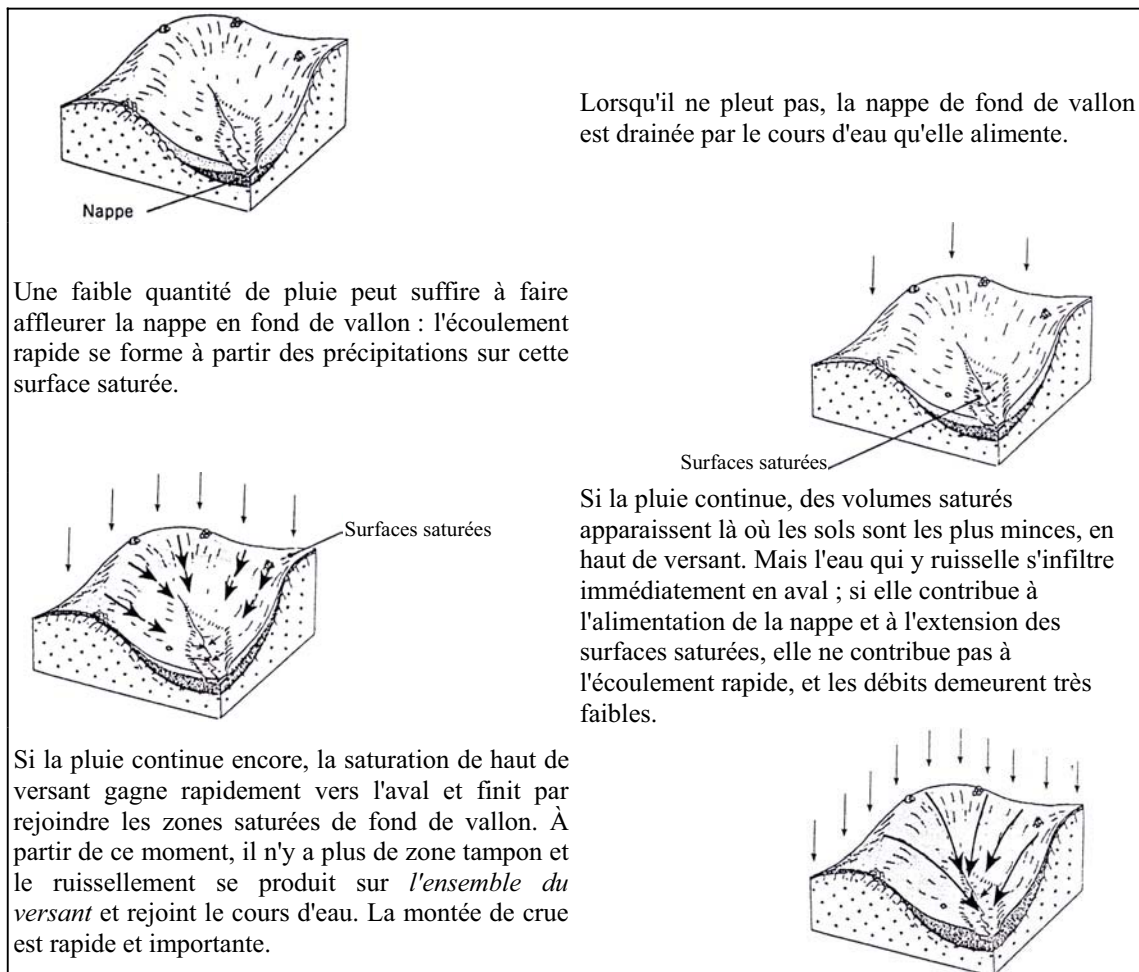 Nappe
Lorsqu'il ne pleut pas, la nappe de fond de vallon
est drainée par le cours d'eau qu'elle alimente.
Une faible quantité de pluie peut suffire à faire
affleurer la nappe en fond de vallon : l'écoulement
rapide se forme à partir des précipitations sur cette
surface saturée.
Surfaces saturées
Surfaces saturées
Si la pluie continue, des volumes saturés
apparaissent là où les sols sont les plus minces, en
haut de versant. Mais l'eau qui y ruisselle s'infiltre
immédiatement en aval ; si elle contribue à
l'alimentation de la nappe et à l'extension des
surfaces saturées, elle ne contribue pas à
l'écoulement rapide, et les débits demeurent très
faibles.
Si la pluie continue encore, la saturation de haut de
versant gagne rapidement vers l'aval et finit par
rejoindre les zones saturées de fond de vallon. À
partir de ce moment, il n'y a plus de zone tampon et
le ruissellement se produit sur l'ensemble du
versant et rejoint le cours d'eau. La montée de crue
est rapide et importante.